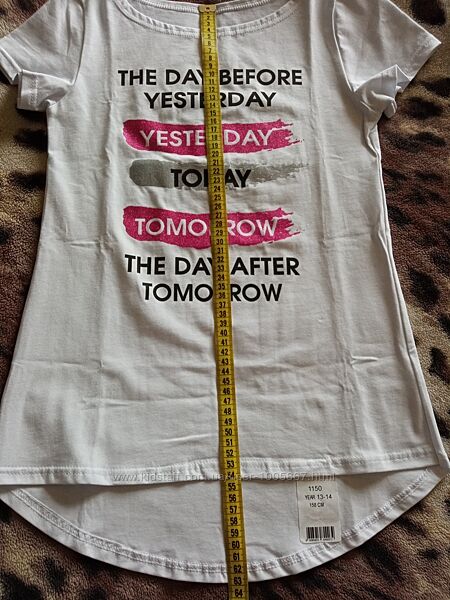 THE DAY BEFORE
YESTERDAY
YESTERDAY
TODAY
TOMORROW
THE DAY AFTER
TOMORROW
1150
YEAR 13-14
158 CM